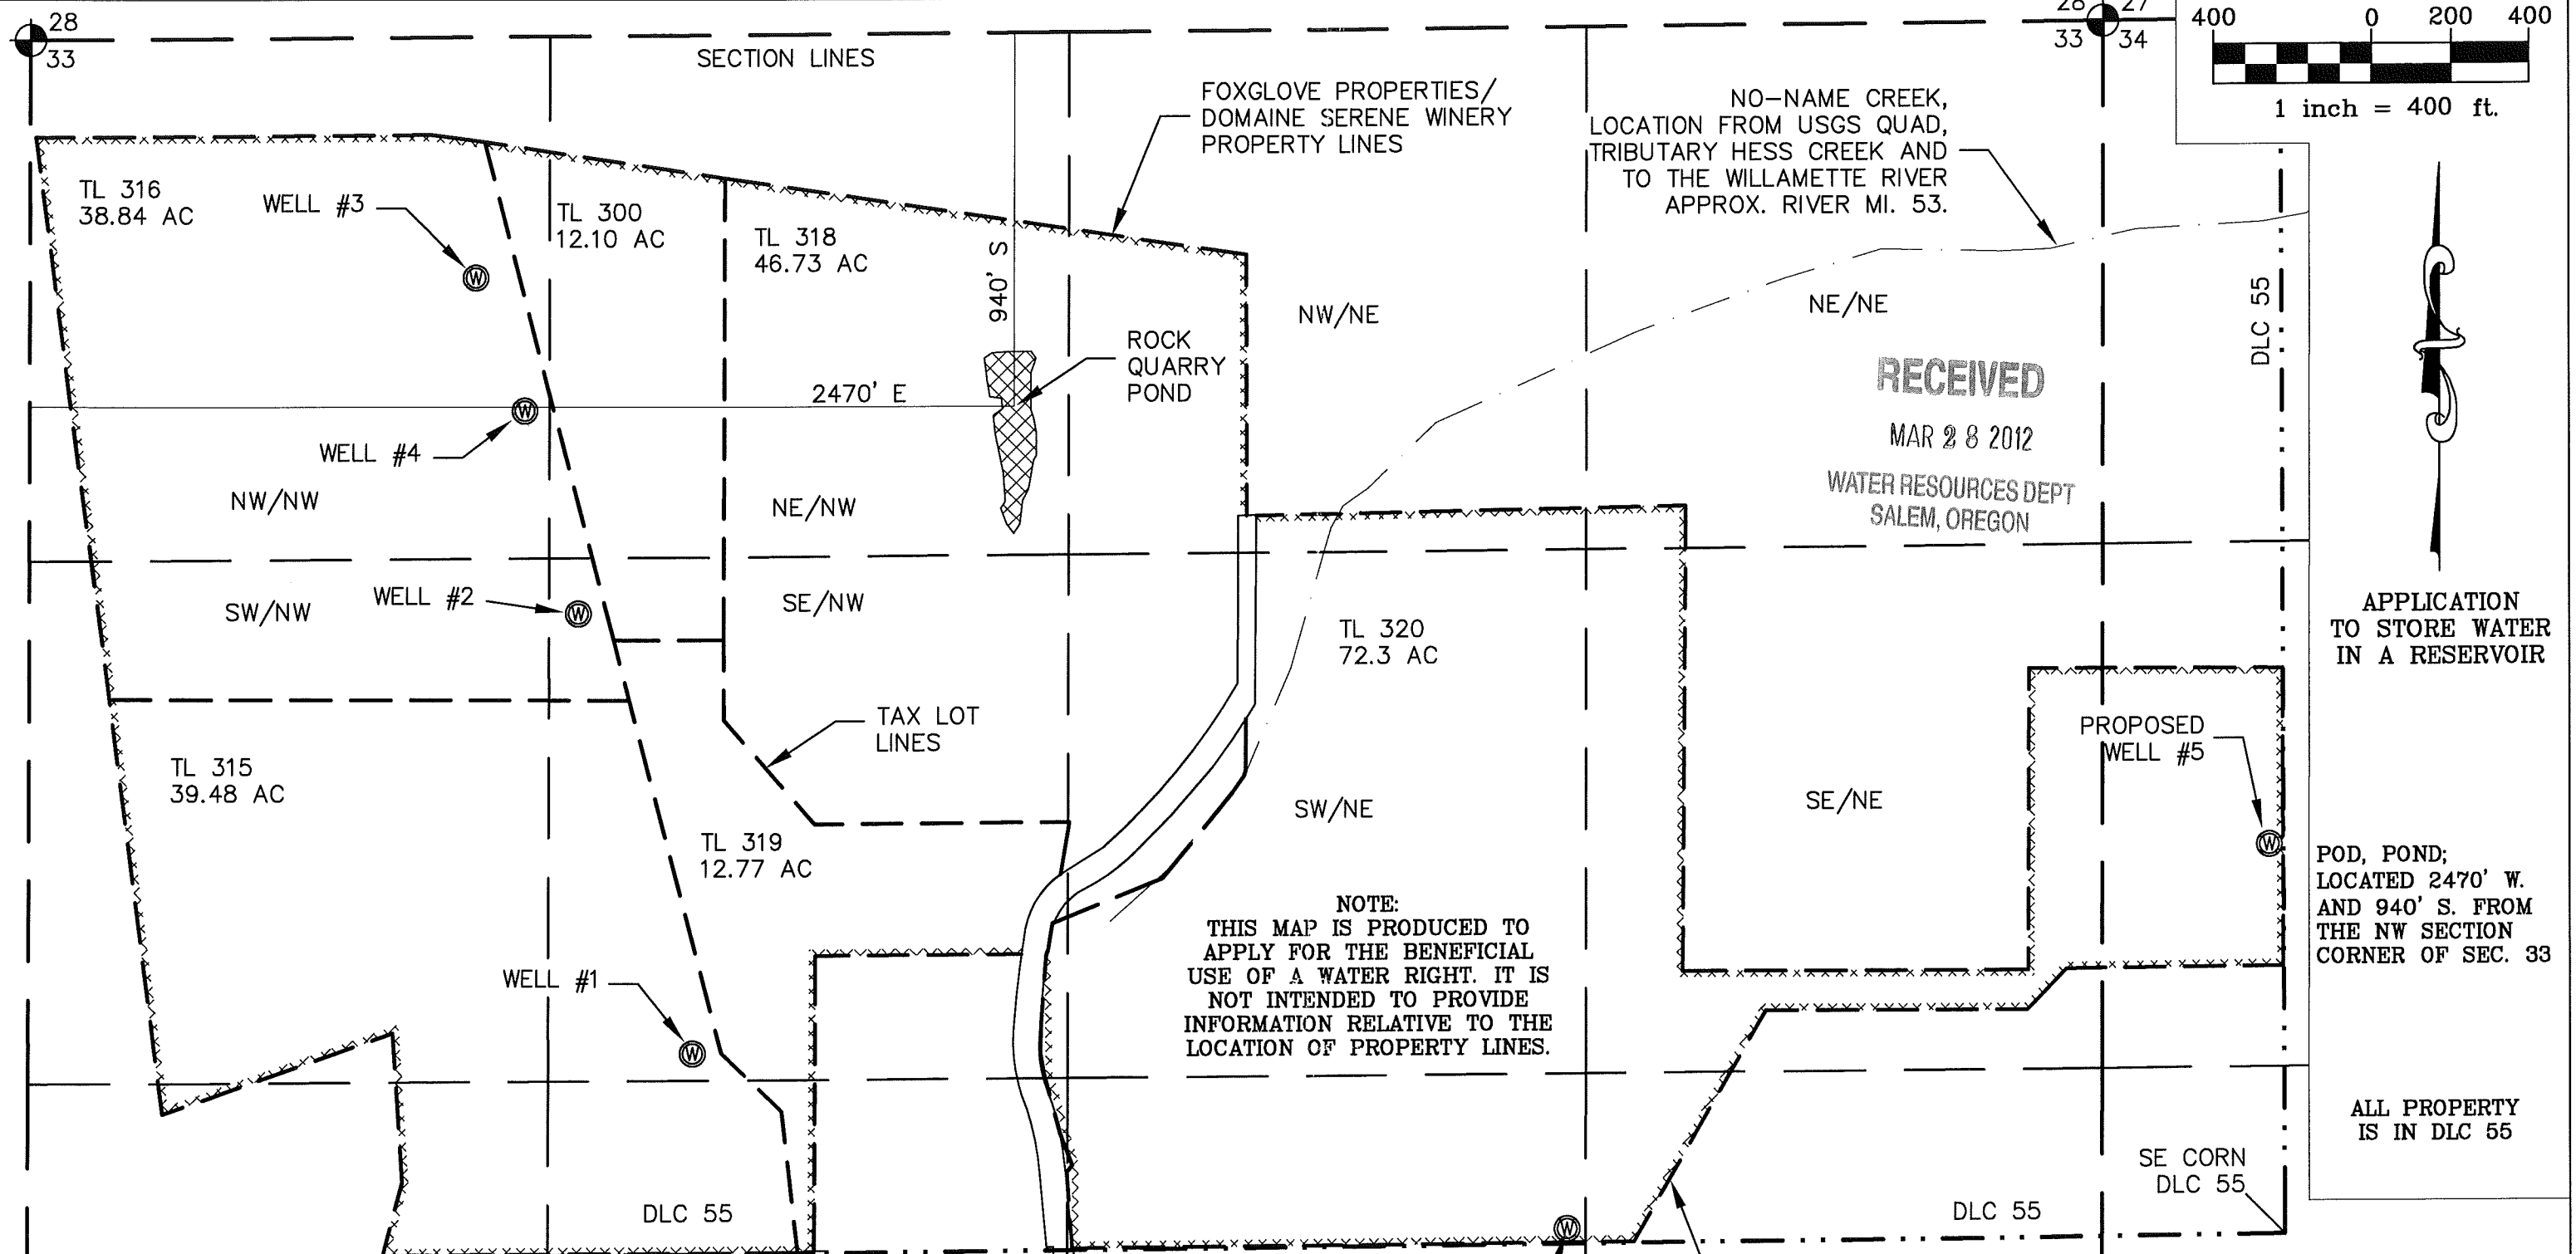 28
33
SECTION LINES
28 27
33 34
400 0 200 400
1 inch = 400 ft.
FOXGLOVE PROPERTIES/
DOMAINE SERENE WINERY
PROPERTY LINES
NO-NAME CREEK,
LOCATION FROM USGS QUAD,
TRIBUTARY HESS CREEK AND
TO THE WILLAMETTE RIVER
APPROX. RIVER MI. 53.
TL 316
38.84 AC
WELL #3
W
TL 300
12.10 AC
TL 318
46.73 AC
940' S
NW/NE
NE/NE
DLC 55
ROCK
QUARRY
POND
2470' E
W
WELL #4
RECEIVED
MAR 28 2012
WATER RESOURCES DEPT
SALEM, OREGON
NW/NW
NE/NW
SW/NW
WELL #2
W
SE/NW
TL 320
72.3 AC
APPLICATION
TO STORE WATER
IN A RESERVOIR
TAX LOT
LINES
PROPOSED
WELL #5
W
TL 315
39.48 AC
SW/NE
SE/NE
TL 319
12.77 AC
POD, POND;
LOCATED 2470' W.
AND 940' S. FROM
THE NW SECTION
CORNER OF SEC. 33
NOTE:
THIS MAP IS PRODUCED TO
APPLY FOR THE BENEFICIAL
USE OF A WATER RIGHT. IT IS
NOT INTENDED TO PROVIDE
INFORMATION RELATIVE TO THE
LOCATION OF PROPERTY LINES.
WELL #1
W
ALL PROPERTY
IS IN DLC 55
SE CORN
DLC 55
DLC 55
W
DLC 55